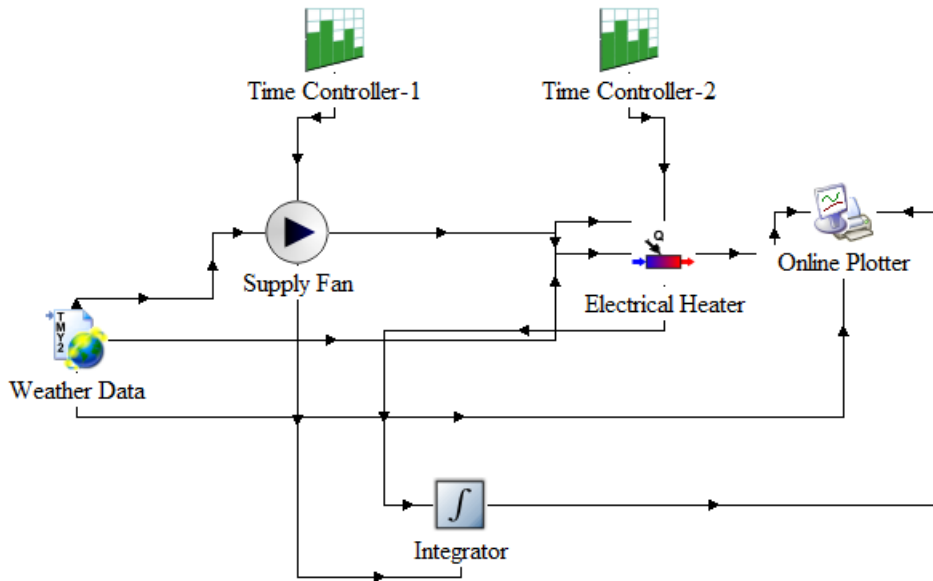 Time Controller-1
Time Controller-2
Q
Supply Fan
Online Plotter
Electrical Heater
TMY2
Weather Data
∫
Integrator